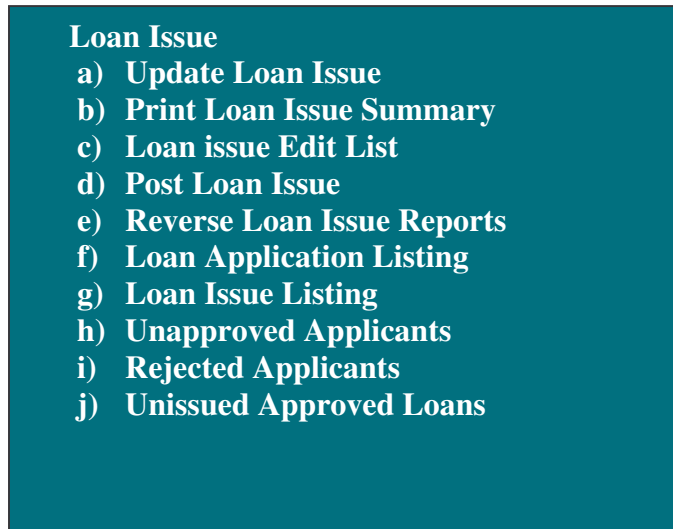 Loan Issue
a) Update Loan Issue
b) Print Loan Issue Summary
c) Loan issue Edit List
d) Post Loan Issue
e) Reverse Loan Issue Reports
f) Loan Application Listing
g) Loan Issue Listing
h) Unapproved Applicants
i) Rejected Applicants
j) Unissued Approved Loans